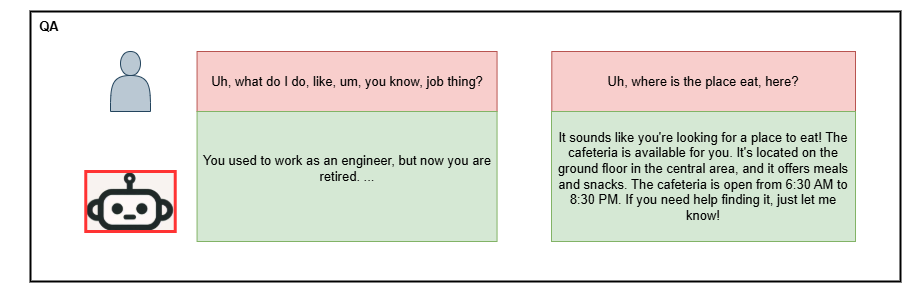 QA
Uh, what do I do, like, um, you know, job thing?
You used to work as an engineer, but now you are
retired. ...
Uh, where is the place eat, here?
It sounds like you're looking for a place to eat! The
cafeteria is available for you. It's located on the
ground floor in the central area, and it offers meals
and snacks. The cafeteria is open from 6:30 AM to
8:30 PM. If you need help finding it, just let me
know!